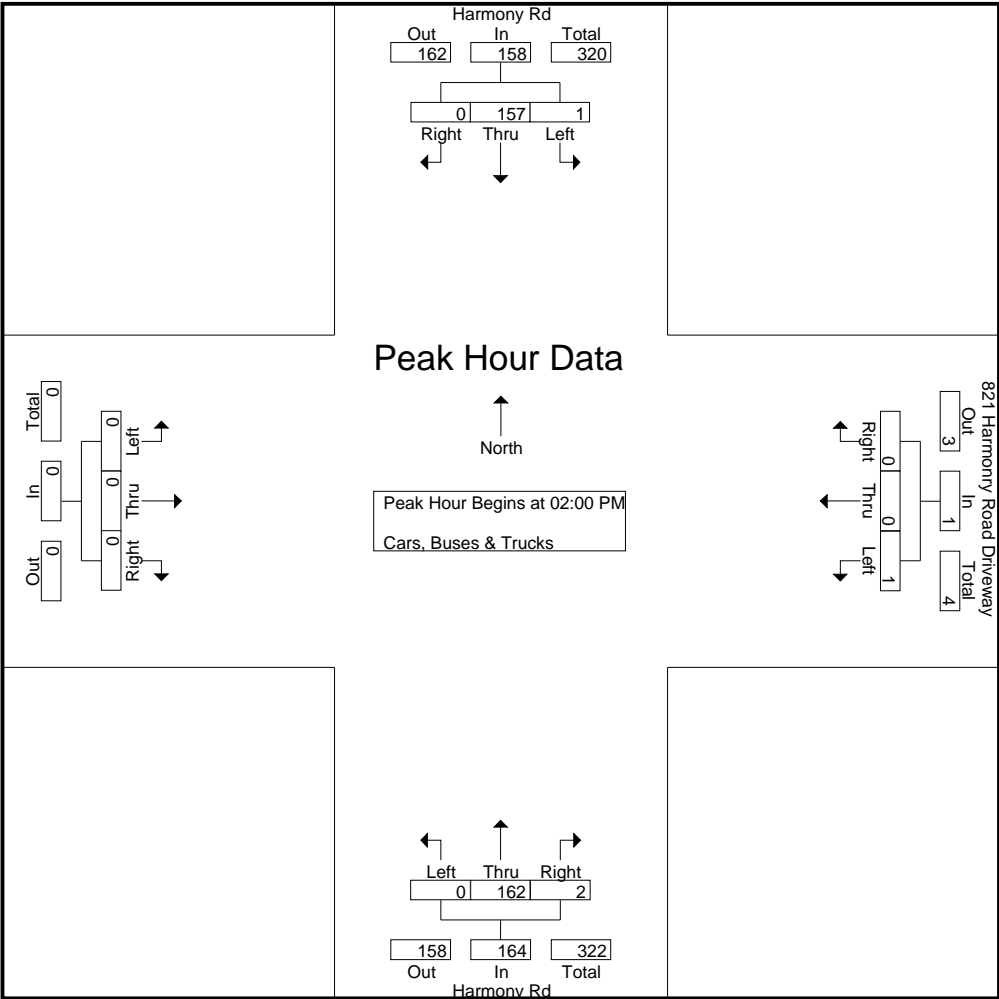 Harmony Rd
Out In Total
162 158 320
0 157 1
Right Thru Left
Peak Hour Data
North
Peak Hour Begins at 02:00 PM
Cars, Buses & Trucks
Total In Out
0 0 0
0 0 0
Left Thru Right
821 Harmonry Road Driveway
Out In Total
3 1 4
0 0 1
Right Thru Left
Left Thru Right
0 162 2
158 164 322
Out In Total
Harmony Rd